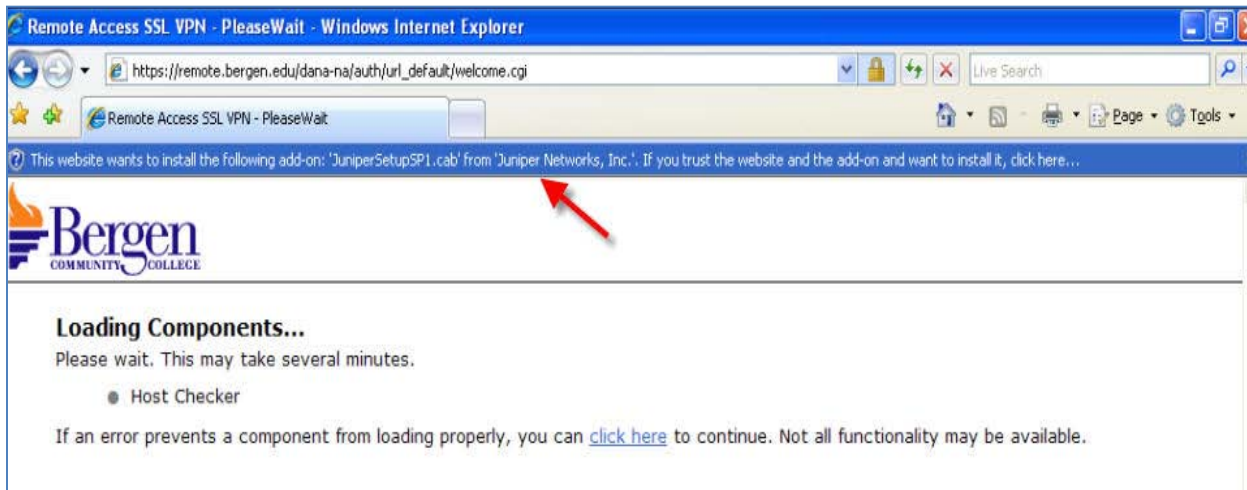 Remote Access SSL VPN - PleaseWait - Windows Internet Explorer
https://remote.bergen.edu/dana-na/auth/url_default/welcome.cgi
Live Search
Remote Access SSL VPN - PleaseWait
Page
Tools
This website wants to install the following add-on: 'JuniperSetupSP1.cab' from 'Juniper Networks, Inc.'. If you trust the website and the add-on and want to install it, click here...
Bergen
COMMUNITY COLLEGE
Loading Components...
Please wait. This may take several minutes.
Host Checker
If an error prevents a component from loading properly, you can click here to continue. Not all functionality may be available.